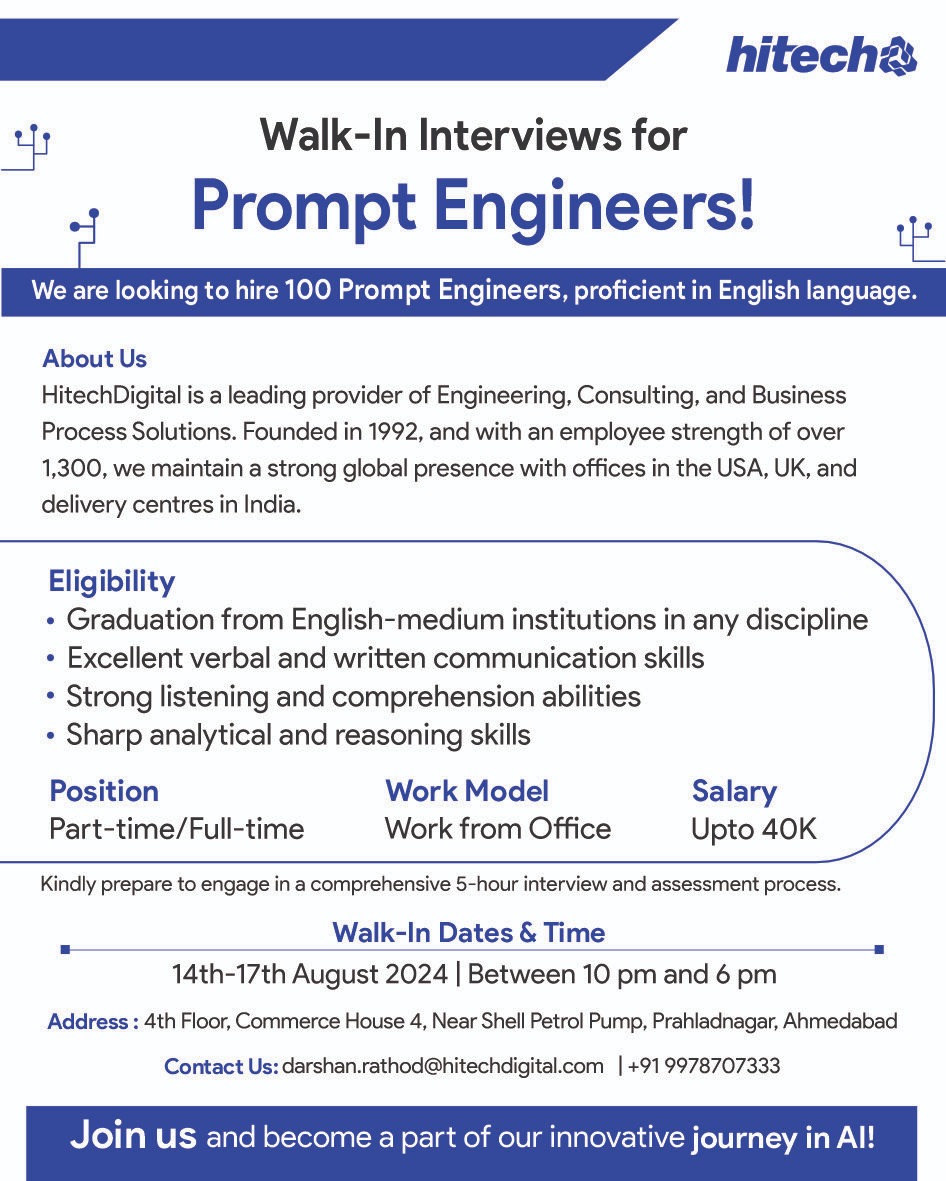 hitech
Walk-In Interviews for
Prompt Engineers!
We are looking to hire 100 Prompt Engineers, proficient in English language.
About Us
HitechDigital is a leading provider of Engineering, Consulting, and Business
Process Solutions. Founded in 1992, and with an employee strength of over
1,300, we maintain a strong global presence with offices in the USA, UK, and
delivery centres in India.
Eligibility
• Graduation from English-medium institutions in any discipline
• Excellent verbal and written communication skills
• Strong listening and comprehension abilities
• Sharp analytical and reasoning skills
Position Work Model Salary
Part-time/Full-time Work from Office Upto 40K
Kindly prepare to engage in a comprehensive 5-hour interview and assessment process.
Walk-In Dates & Time
14th-17th August 2024 | Between 10 pm and 6 pm
Address : 4th Floor, Commerce House 4, Near Shell Petrol Pump, Prahladnagar, Ahmedabad
Contact Us: darshan.rathod@hitechdigital.com | +91 9978707333
Join us and become a part of our innovative journey in AI!